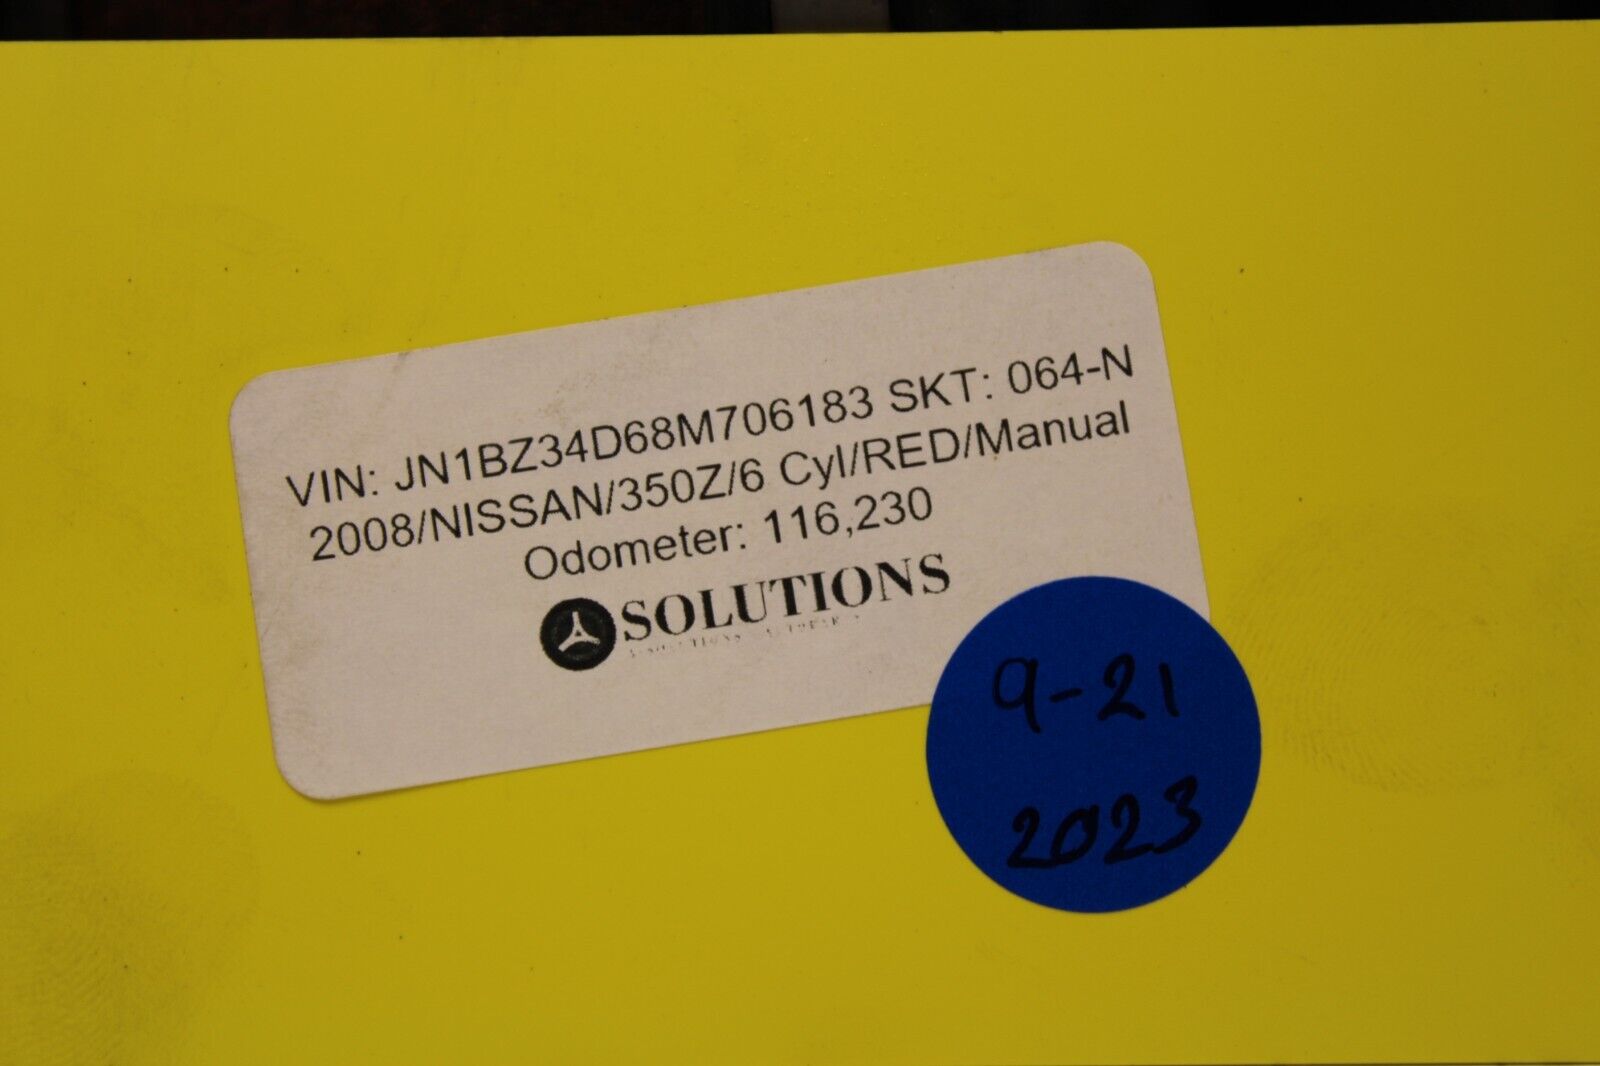 VIN: JN1BZ34D68M706183 SKT: 064-N
2008/NISSAN/350Z/6 Cyl/RED/Manual
Odometer: 116,230
SOLUTIONS
9-21
2023